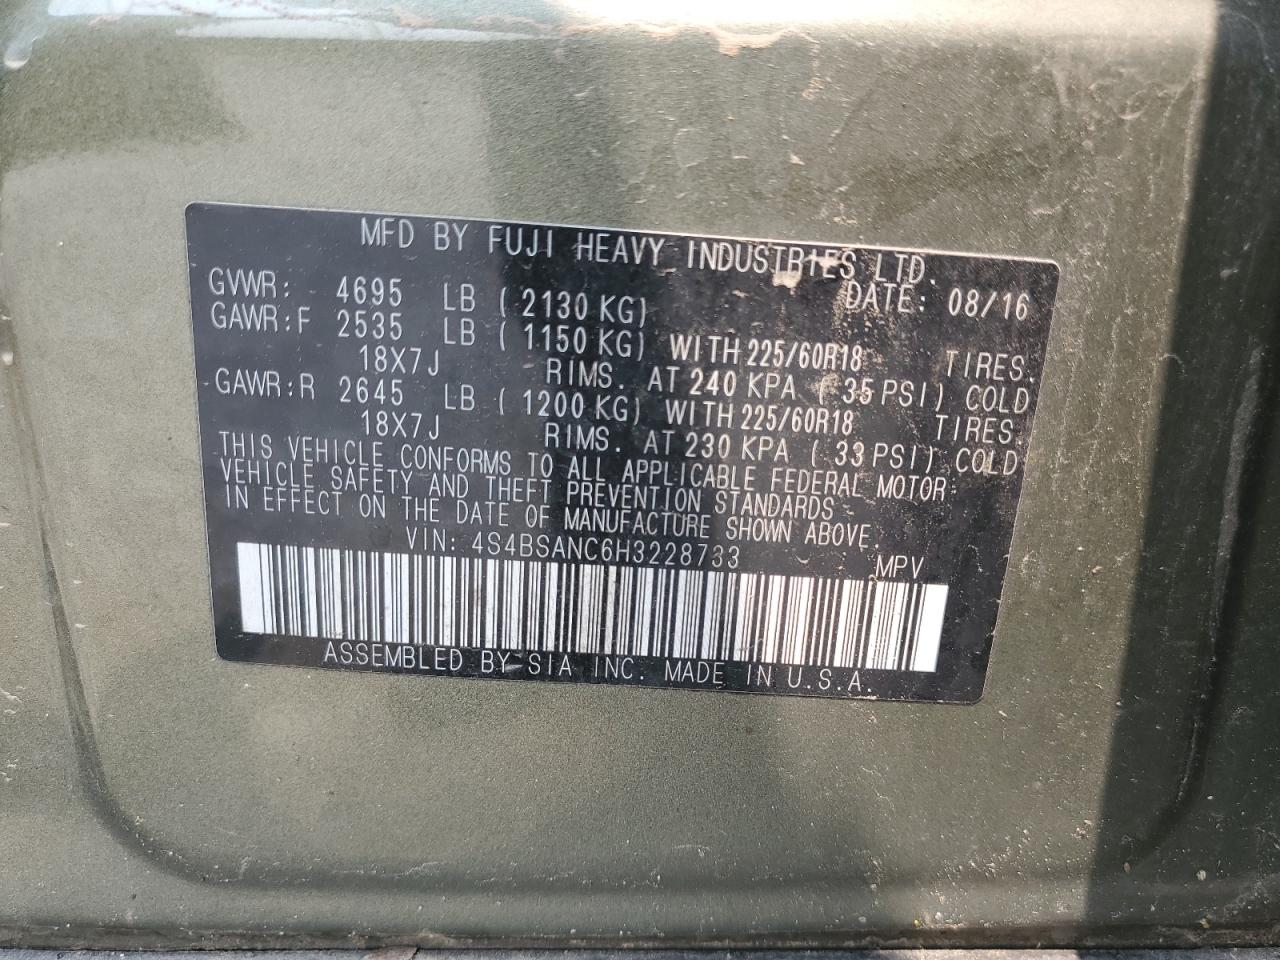 MFD BY FUJI HEAVY INDUSTRIES LTD.
DATE: 08/16
GVWR: 4695 LB ( 2130 KG)
GAWR:F 2535 LB ( 1150 KG) WITH 225/60R18 TIRES,
18X7J RIMS. AT 240 KPA ( 35 PSI) COLD
GAWR:R 2645 LB ( 1200 KG) WITH 225/60R18 TIRES
18X7J RIMS. AT 230 KPA ( 33 PSI) COLD
THIS VEHICLE CONFORMS TO ALL APPLICABLE FEDERAL MOTOR
VEHICLE SAFETY AND THEFT PREVENTION STANDARDS
IN EFFECT ON THE DATE OF MANUFACTURE SHOWN ABOVE.
VIN: 4S4BSANC6H3228733 MPV
ASSEMBLED BY SIA INC. MADE IN U.S.A.